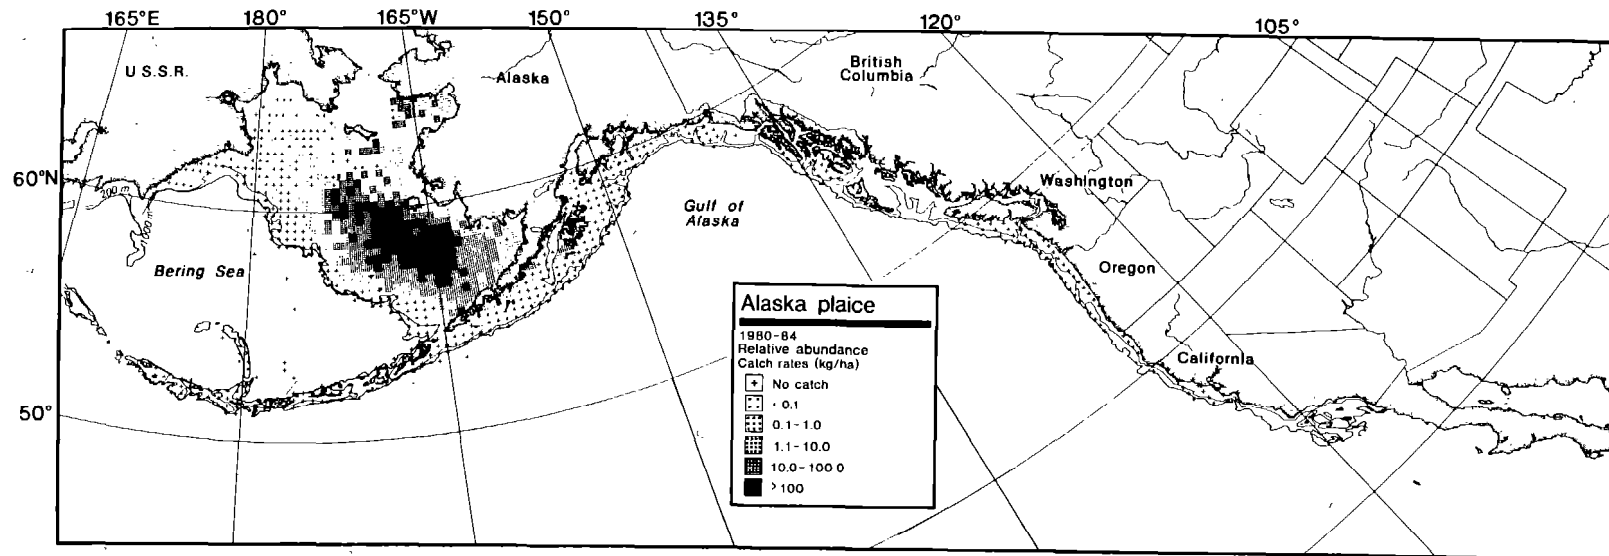 165°E 180° 165°W 150° 135° 120° 105°
U.S.S.R.
Alaska
British
Columbia
60°N
200 m
1000 m
Washington
Gulf of
Alaska
Bering Sea
Oregon
Alaska plaice
1980-84
Relative abundance
Catch rates (kg/ha)
No catch
< 0.1
0.1-1.0
1.1-10.0
10.0-100.0
>100
California
50°